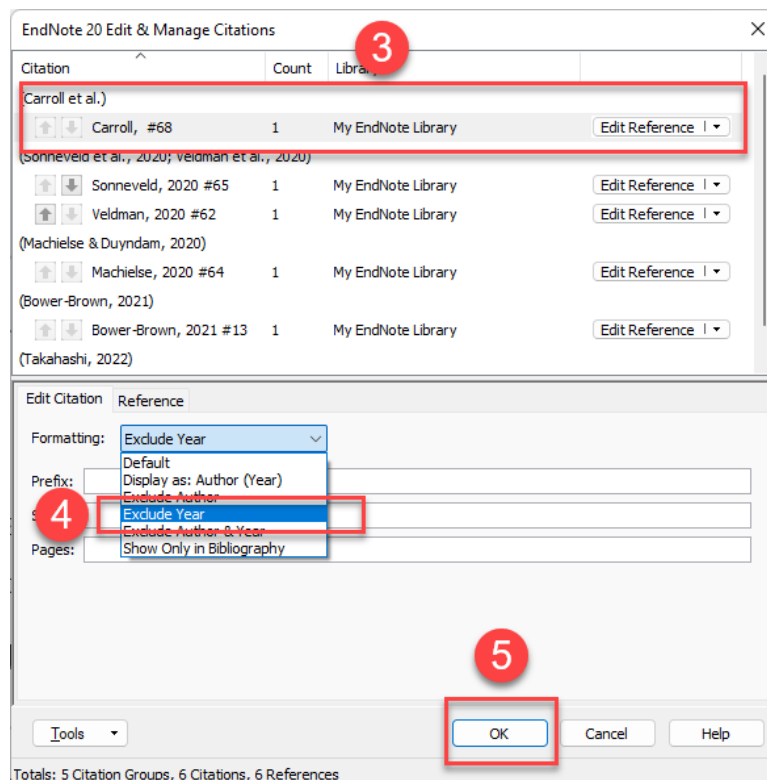 EndNote 20 Edit & Manage Citations
3
Citation Count Library
(Carroll et al.)
Carroll, #68 1 My EndNote Library Edit Reference
(Sonneveld et al., 2020; Veldman et al., 2020)
Sonneveld, 2020 #65 1 My EndNote Library Edit Reference
Veldman, 2020 #62 1 My EndNote Library Edit Reference
(Machielse & Duyndam, 2020)
Machielse, 2020 #64 1 My EndNote Library Edit Reference
(Bower-Brown, 2021)
Bower-Brown, 2021 #13 1 My EndNote Library Edit Reference
(Takahashi, 2022)
Edit Citation Reference
Formatting: Exclude Year
Default
Display as: Author (Year)
Prefix:
Exclude Author
4
Exclude Year
Exclude Author & Year
Pages:
Show Only in Bibliography
5
Tools OK Cancel Help
Totals: 5 Citation Groups, 6 Citations, 6 References